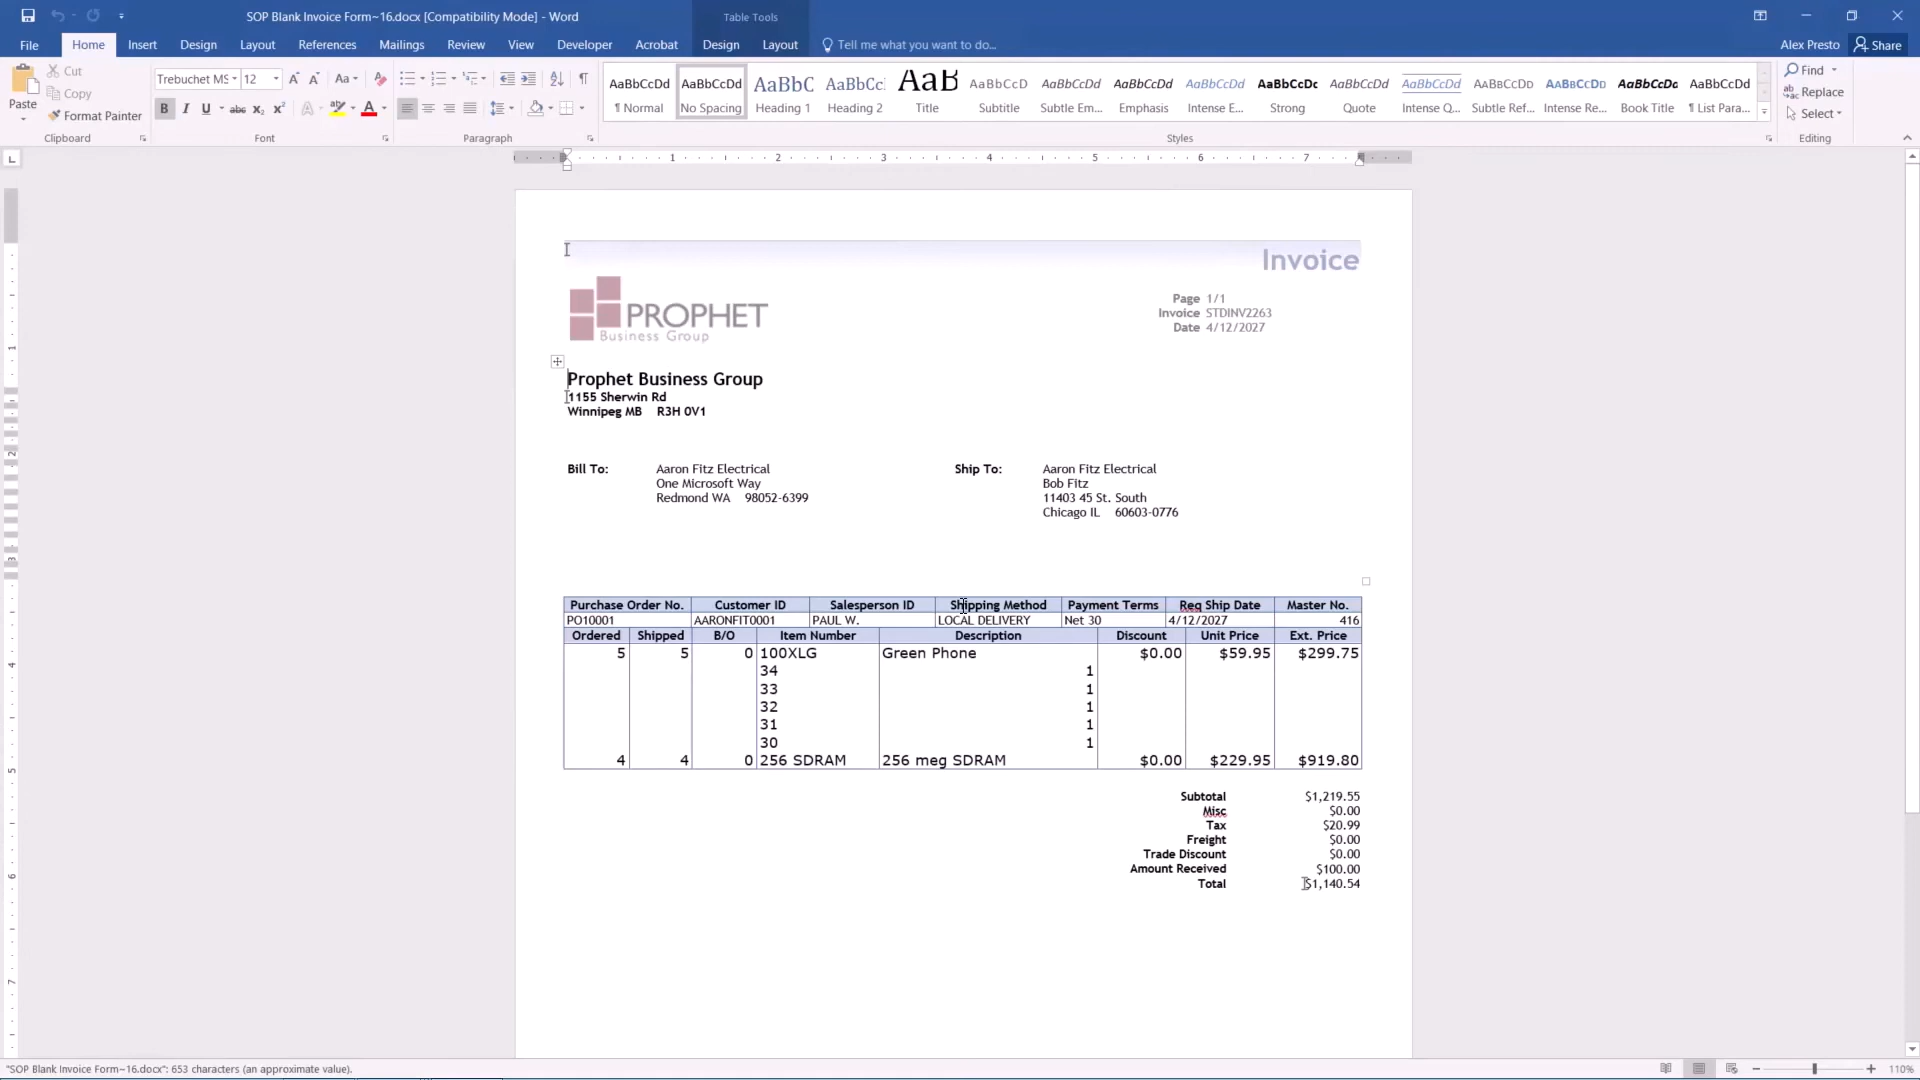 SOP Blank Invoice Form~16.docx [Compatibility Mode] - Word
Table Tools
File Home Insert Design Layout References Mailings Review View Developer Acrobat Design Layout Tell me what you want to do... Alex Presto Share
Paste
Cut
Copy
Format Painter
Clipboard
Trebuchet MS 12
Font
Paragraph
AaBbCcDd ¶ Normal
AaBbCcDd No Spacing
AaBbC Heading 1
AaBbCc Heading 2
AaB Title
AaBbCcD Subtitle
AaBbCcDd Subtle Em...
AaBbCcDd Emphasis
AaBbCcDd Intense E...
AaBbCcDc Strong
AaBbCcDd Quote
AaBbCcDd Intense Q...
AaBbCcDd Subtle Ref...
AaBbCcDd Intense Re...
AaBbCcDd Book Title
AaBbCcDd ¶ List Para...
Styles
Find
Replace
Select
Editing
1 2 3 4 5 6 7
Invoice
PROPHET
Business Group
Page 1/1
Invoice STDINV2263
Date 4/12/2027
Prophet Business Group
1155 Sherwin Rd
Winnipeg MB R3H 0V1
Bill To: Aaron Fitz Electrical
One Microsoft Way
Redmond WA 98052-6399
Ship To: Aaron Fitz Electrical
Bob Fitz
11403 45 St. South
Chicago IL 60603-0776
Purchase Order No. Customer ID Salesperson ID Shipping Method Payment Terms Req Ship Date Master No.
PO10001 AARONFIT0001 PAUL W. LOCAL DELIVERY Net 30 4/12/2027 416
Ordered Shipped B/O Item Number Description Discount Unit Price Ext. Price
5 5 0 100XLG Green Phone $0.00 $59.95 $299.75
34 1
33 1
32 1
31 1
30 1
4 4 0 256 SDRAM 256 meg SDRAM $0.00 $229.95 $919.80
Subtotal $1,219.55
Misc $0.00
Tax $20.99
Freight $0.00
Trade Discount $0.00
Amount Received $100.00
Total $1,140.54
"SOP Blank Invoice Form~16.docx": 653 characters (an approximate value).
110%